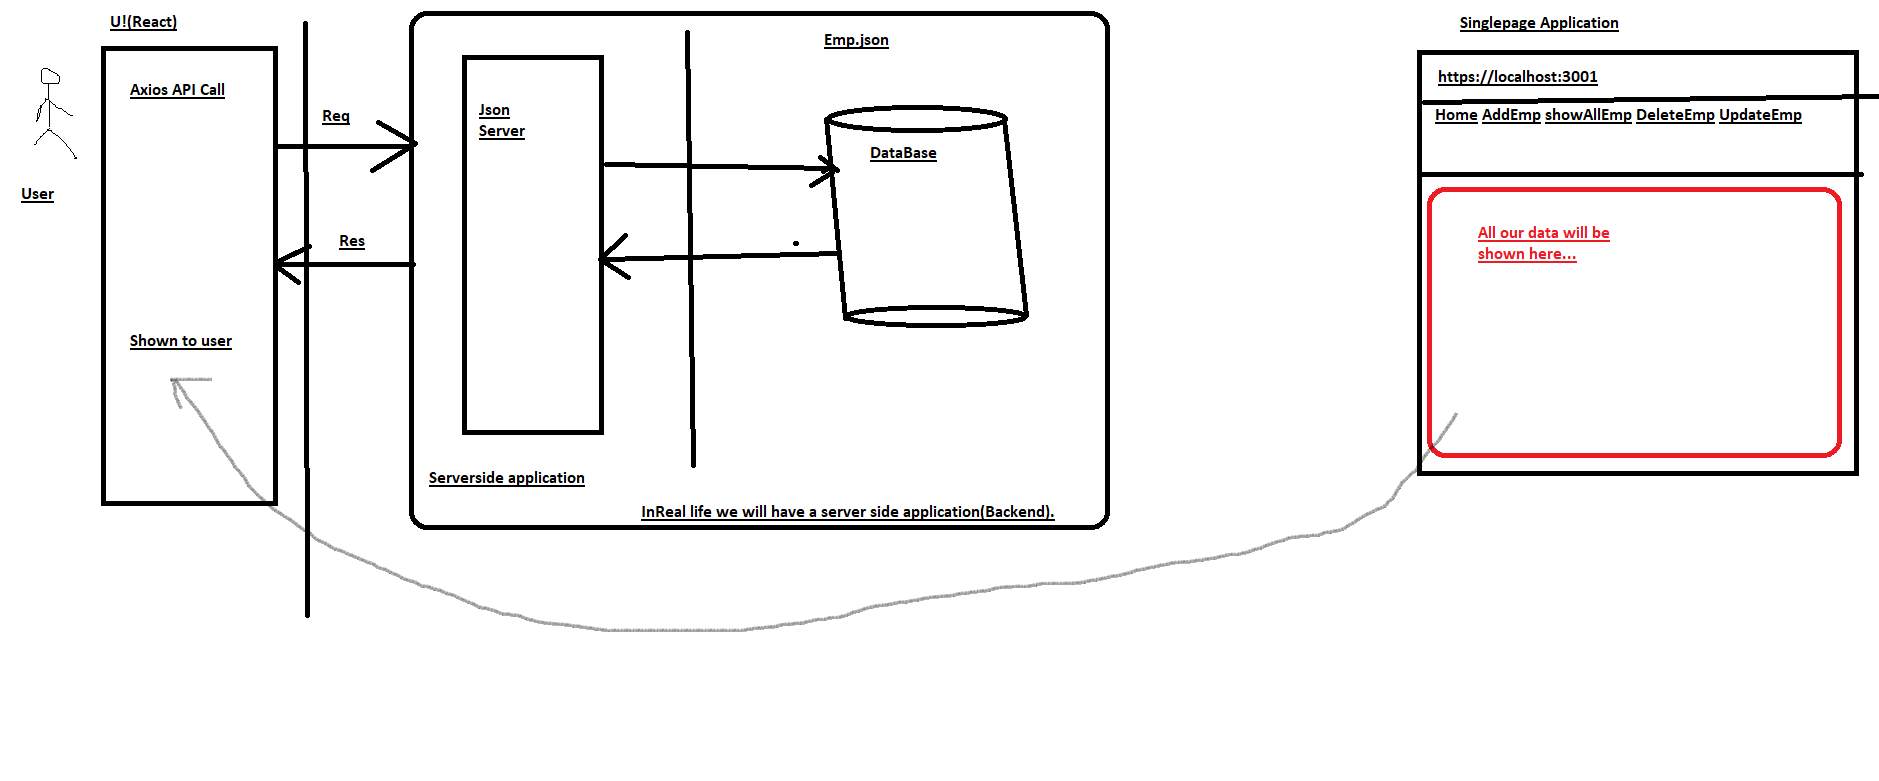 U!(React)
Axios API Call
User
Shown to user
Req
Res
Json
Server
Emp.json
DataBase
Serverside application
InReal life we will have a server side application(Backend).
Singlepage Application
https://localhost:3001
Home AddEmp showAllEmp DeleteEmp UpdateEmp
All our data will be
shown here...